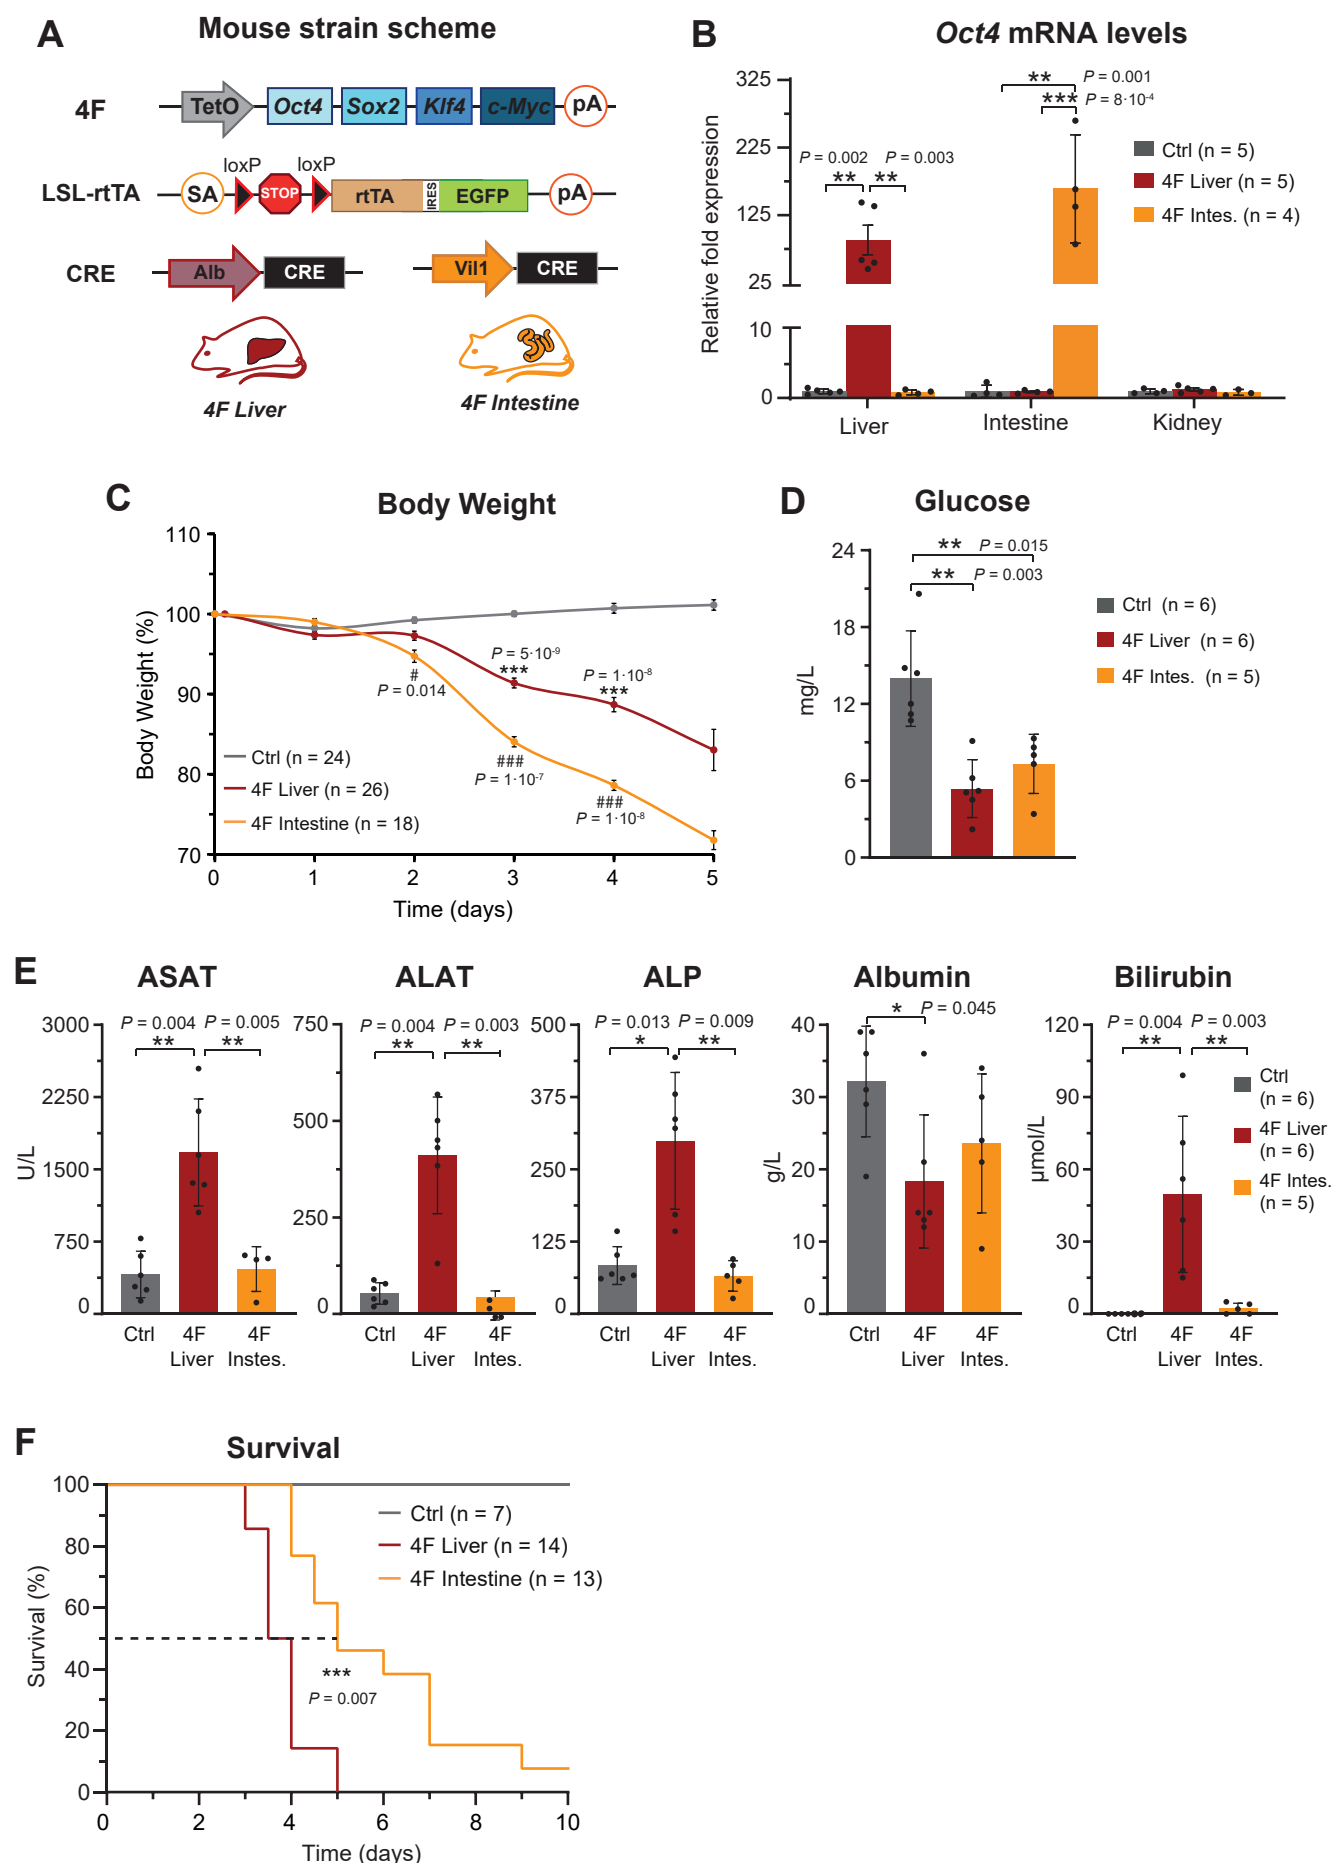 A
Mouse strain scheme
4F
TetO
Oct4
Sox2
Klf4
c-Myc
pA
LSL-rtTA
SA
loxP
STOP
loxP
rtTA
IRES
EGFP
pA
CRE
Alb
CRE
Vil1
CRE
4F Liver
4F Intestine
B
Oct4 mRNA levels
Relative fold expression
325
225
125
25
10
0
P = 0.002
**
P = 0.003
**
**
P = 0.001
***
P = 8·10-4
Liver
Intestine
Kidney
Ctrl (n = 5)
4F Liver (n = 5)
4F Intes. (n = 4)
C
Body Weight
Body Weight (%)
110
100
90
80
70
#
P = 0.014
P = 5·10-9
***
P = 1·10-8
***
###
P = 1·10-7
###
P = 1·10-8
Ctrl (n = 24)
4F Liver (n = 26)
4F Intestine (n = 18)
0 1 2 3 4 5
Time (days)
D
Glucose
mg/L
24
18
12
6
0
**
P = 0.015
**
P = 0.003
Ctrl (n = 6)
4F Liver (n = 6)
4F Intes. (n = 5)
E
ASAT
U/L
3000
2250
1500
750
0
P = 0.004 P = 0.005
** **
Ctrl 4F 4F
Liver Instes.
ALAT
750
500
250
0
P = 0.004 P = 0.003
** **
Ctrl 4F 4F
Liver Intes.
ALP
500
375
250
125
0
P = 0.013 P = 0.009
* **
Ctrl 4F 4F
Liver Intes.
Albumin
g/L
40
30
20
10
0
* P = 0.045
Ctrl 4F 4F
Liver Intes.
Bilirubin
µmol/L
120
90
60
30
0
P = 0.004 P = 0.003
** **
Ctrl 4F 4F
Liver Intes.
Ctrl
(n = 6)
4F Liver
(n = 6)
4F Intes.
(n = 5)
F
Survival
Survival (%)
100
80
60
40
20
0
Ctrl (n = 7)
4F Liver (n = 14)
4F Intestine (n = 13)
***
P = 0.007
0 2 4 6 8 10
Time (days)